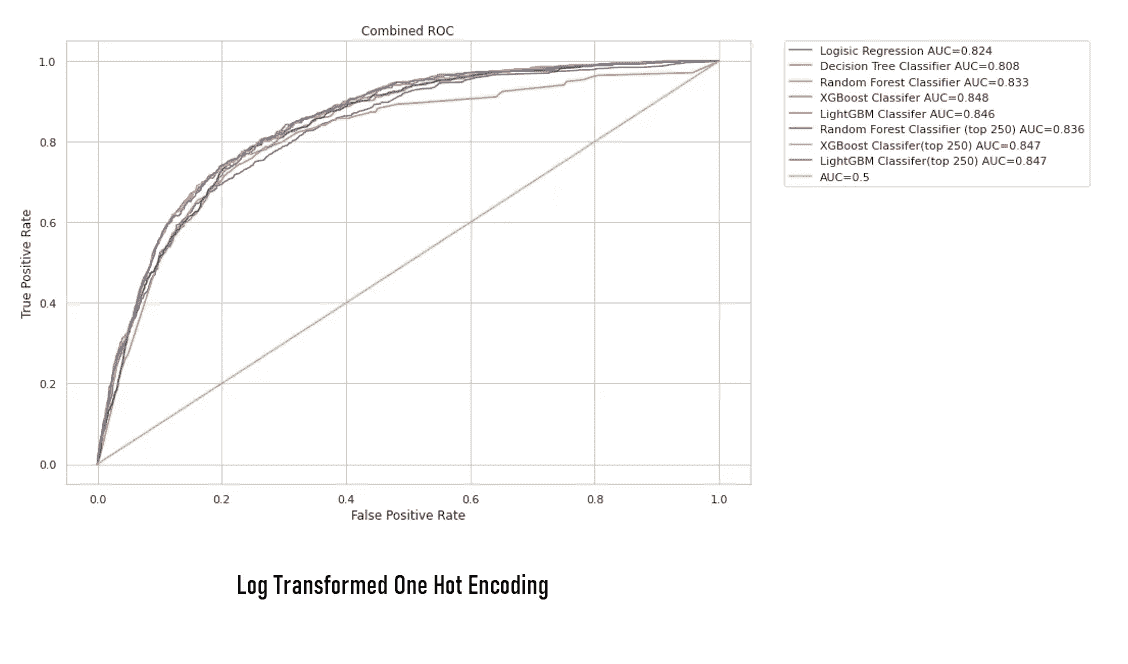 Combined ROC
1.0
0.8
0.6
0.4
0.2
0.0
True Positive Rate
0.0 0.2 0.4 0.6 0.8 1.0
False Positive Rate
Logisic Regression AUC=0.824
Decision Tree Classifier AUC=0.808
Random Forest Classifier AUC=0.833
XGBoost Classifer AUC=0.848
LightGBM Classifer AUC=0.846
Random Forest Classifier (top 250) AUC=0.836
XGBoost Classifer(top 250) AUC=0.847
LightGBM Classifer(top 250) AUC=0.847
AUC=0.5
Log Transformed One Hot Encoding